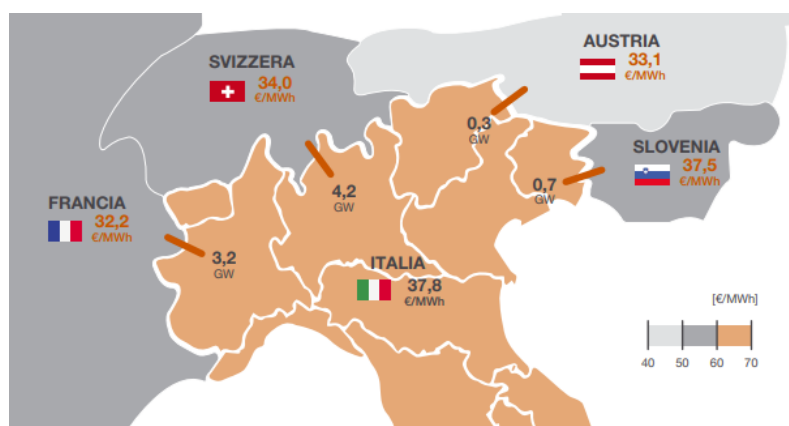 AUSTRIA
33,1
€/MWh
SVIZZERA
34,0
€/MWh
0,3
GW
SLOVENIA
37,5
€/MWh
0,7
GW
4,2
GW
FRANCIA
32,2
€/MWh
3,2
GW
ITALIA
37,8
€/MWh
[€/MWh]
40 50 60 70